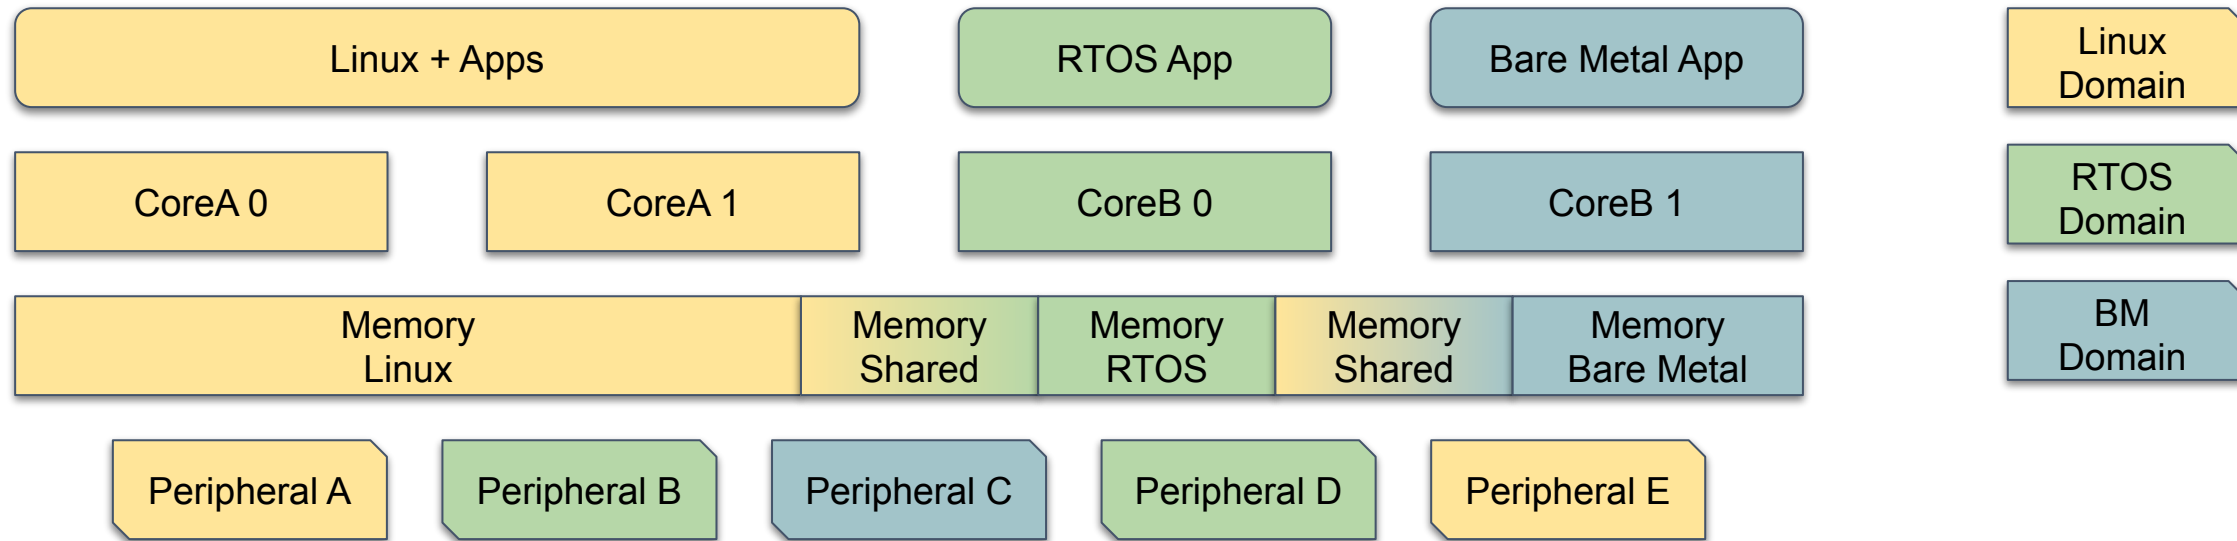 Linux + Apps
RTOS App
Bare Metal App
Linux
Domain
CoreA 0
CoreA 1
CoreB 0
CoreB 1
RTOS
Domain
Memory
Linux
Memory
Shared
Memory
RTOS
Memory
Shared
Memory
Bare Metal
BM
Domain
Peripheral A
Peripheral B
Peripheral C
Peripheral D
Peripheral E